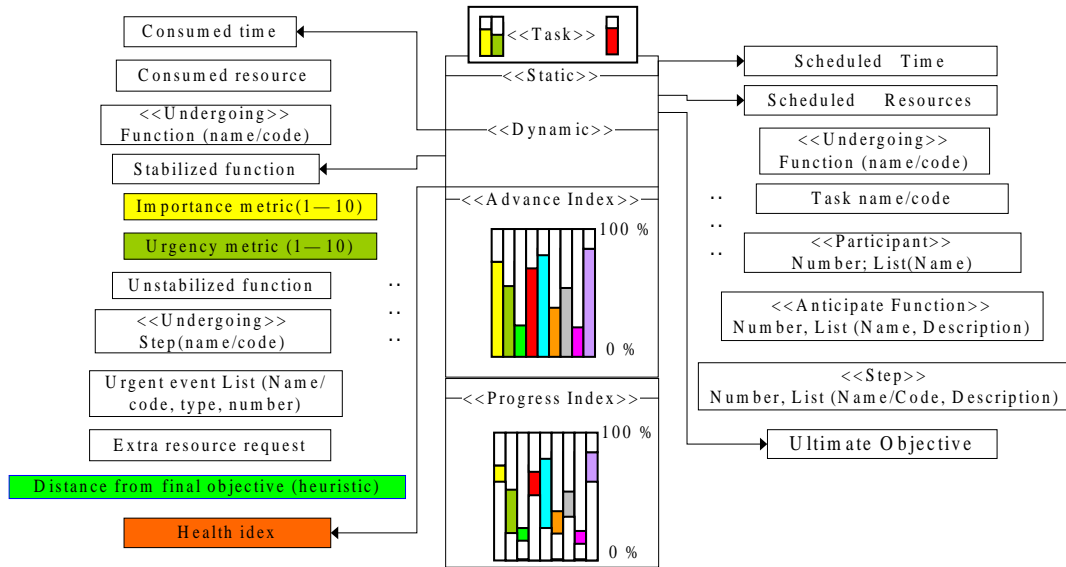 Consumed time
Consumed resource
<<Undergoing>>
Function (name/code)
Stabilized function
Importance metric(1—10)
Urgency metric (1—10)
Unstabilized function
<<Undergoing>>
Step(name/code)
Urgent event List (Name/
code, type, number)
Extra resource request
Distance from final objective (heuristic)
Health idex
<<Task>>
<<Static>>
<<Dynamic>>
<<Advance Index>>
100 %
0 %
<<Progress Index>>
100 %
0 %
Scheduled Time
Scheduled Resources
<<Undergoing>>
Function (name/code)
Task name/code
<<Participant>>
Number; List(Name)
<<Anticipate Function>>
Number, List (Name, Description)
<<Step>>
Number, List (Name/Code, Description)
Ultimate Objective